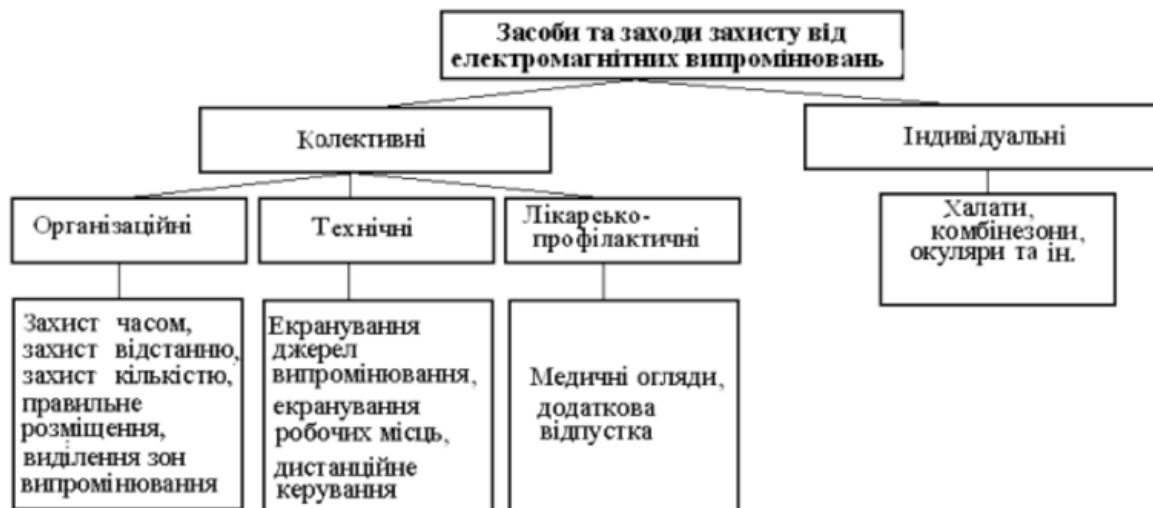 Засоби та заходи захисту від
електромагнітних випромінювань
Колективні
Індивідуальні
Організаційні
Технічні
Лікарсько-
профілактичні
Халати,
комбінезони,
окуляри та ін.
Захист часом,
захист відстанню,
захист кількістю,
правильне
розміщення,
виділення зон
випромінювання
Екранування
джерел
випромінювання,
екранування
робочих місць,
дистанційне
керування
Медичні огляди,
додаткова
відпустка